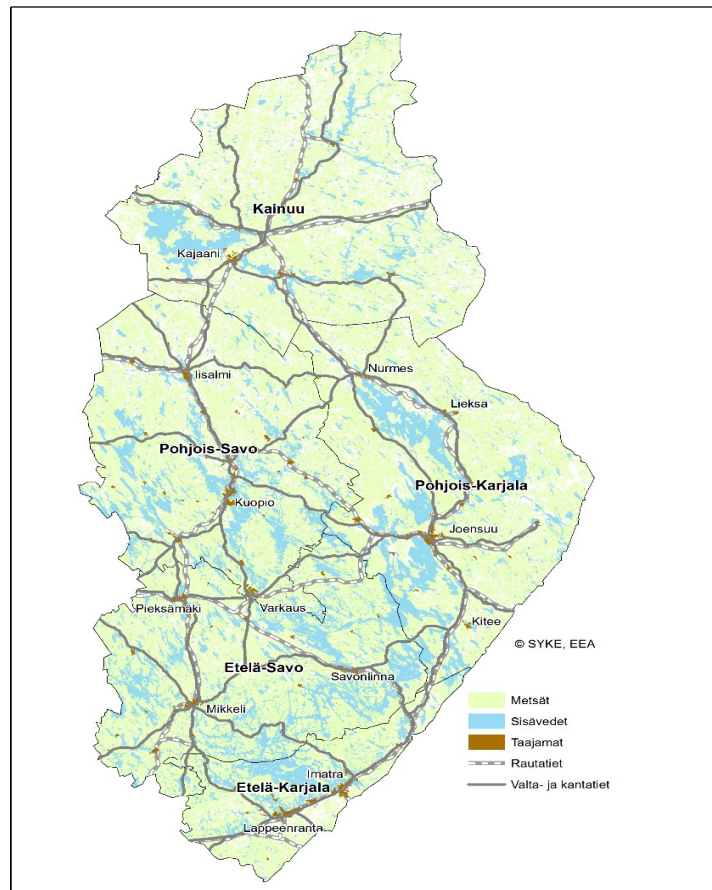 Kainuu
Kajaani
Iisalmi
Nurmes
Lieksa
Pohjois-Savo
Pohjois-Karjala
Kuopio
Joensuu
Pieksämäki
Varkaus
Kitee
© SYKE, EEA
Etelä-Savo
Savonlinna
Mikkeli
Metsät
Sisävedet
Taajamat
Rautatiet
Valta- ja kantatiet
Imatra
Etelä-Karjala
Lappeenranta